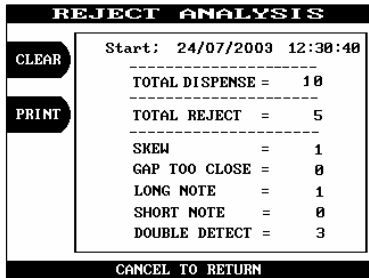 REJECT ANALYSIS
CLEAR
PRINT
Start; 24/07/2003 12:30:40
--------------------
TOTAL DISPENSE = 10
--------------------
TOTAL REJECT = 5
--------------------
SKEW = 1
GAP TOO CLOSE = 0
LONG NOTE = 1
SHORT NOTE = 0
DOUBLE DETECT = 3
CANCEL TO RETURN